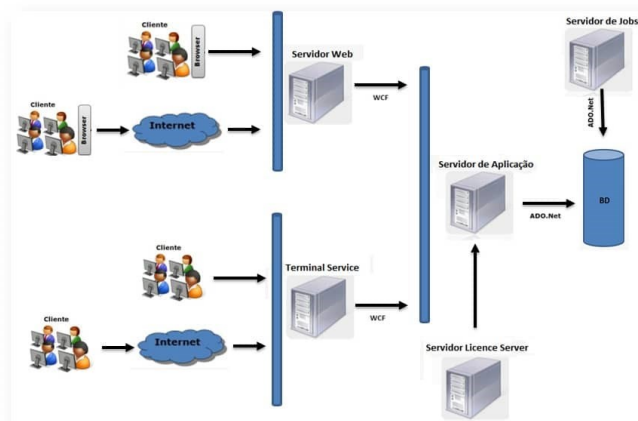 Cliente
Browser
Servidor Web
WCF
Servidor de Jobs
ADO.Net
Cliente
Browser
Internet
Servidor de Aplicação
ADO.Net
BD
Cliente
Terminal Service
WCF
Cliente
Internet
Servidor Licence Server